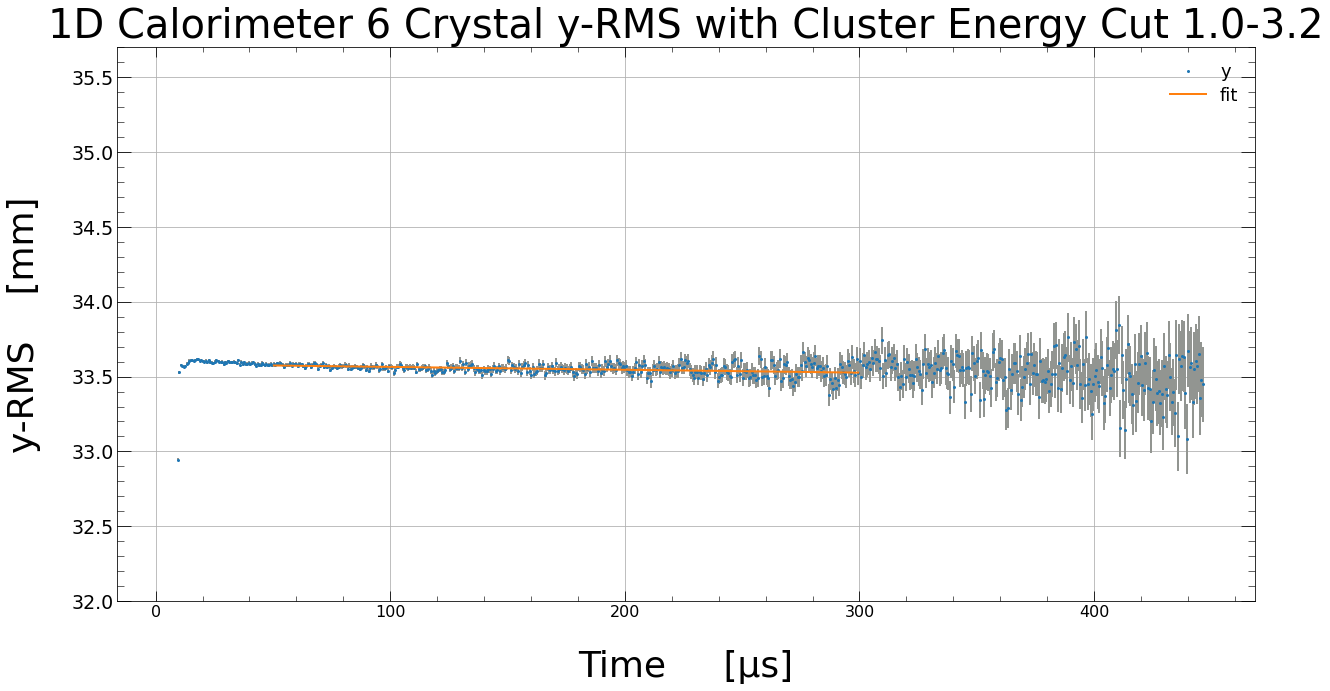 1D Calorimeter 6 Crystal y-RMS with Cluster Energy Cut 1.0-3.2
y
fit
35.5
35.0
34.5
34.0
33.5
33.0
32.5
32.0
y-RMS [mm]
0 100 200 300 400
Time [µs]